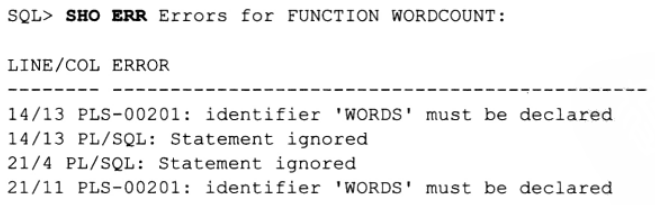 SQL> SHO ERR Errors for FUNCTION WORDCOUNT:
LINE/COL ERROR
-------- -----------------------------------------------
14/13 PLS-00201: identifier 'WORDS' must be declared
14/13 PL/SQL: Statement ignored
21/4 PL/SQL: Statement ignored
21/11 PLS-00201: identifier 'WORDS' must be declared